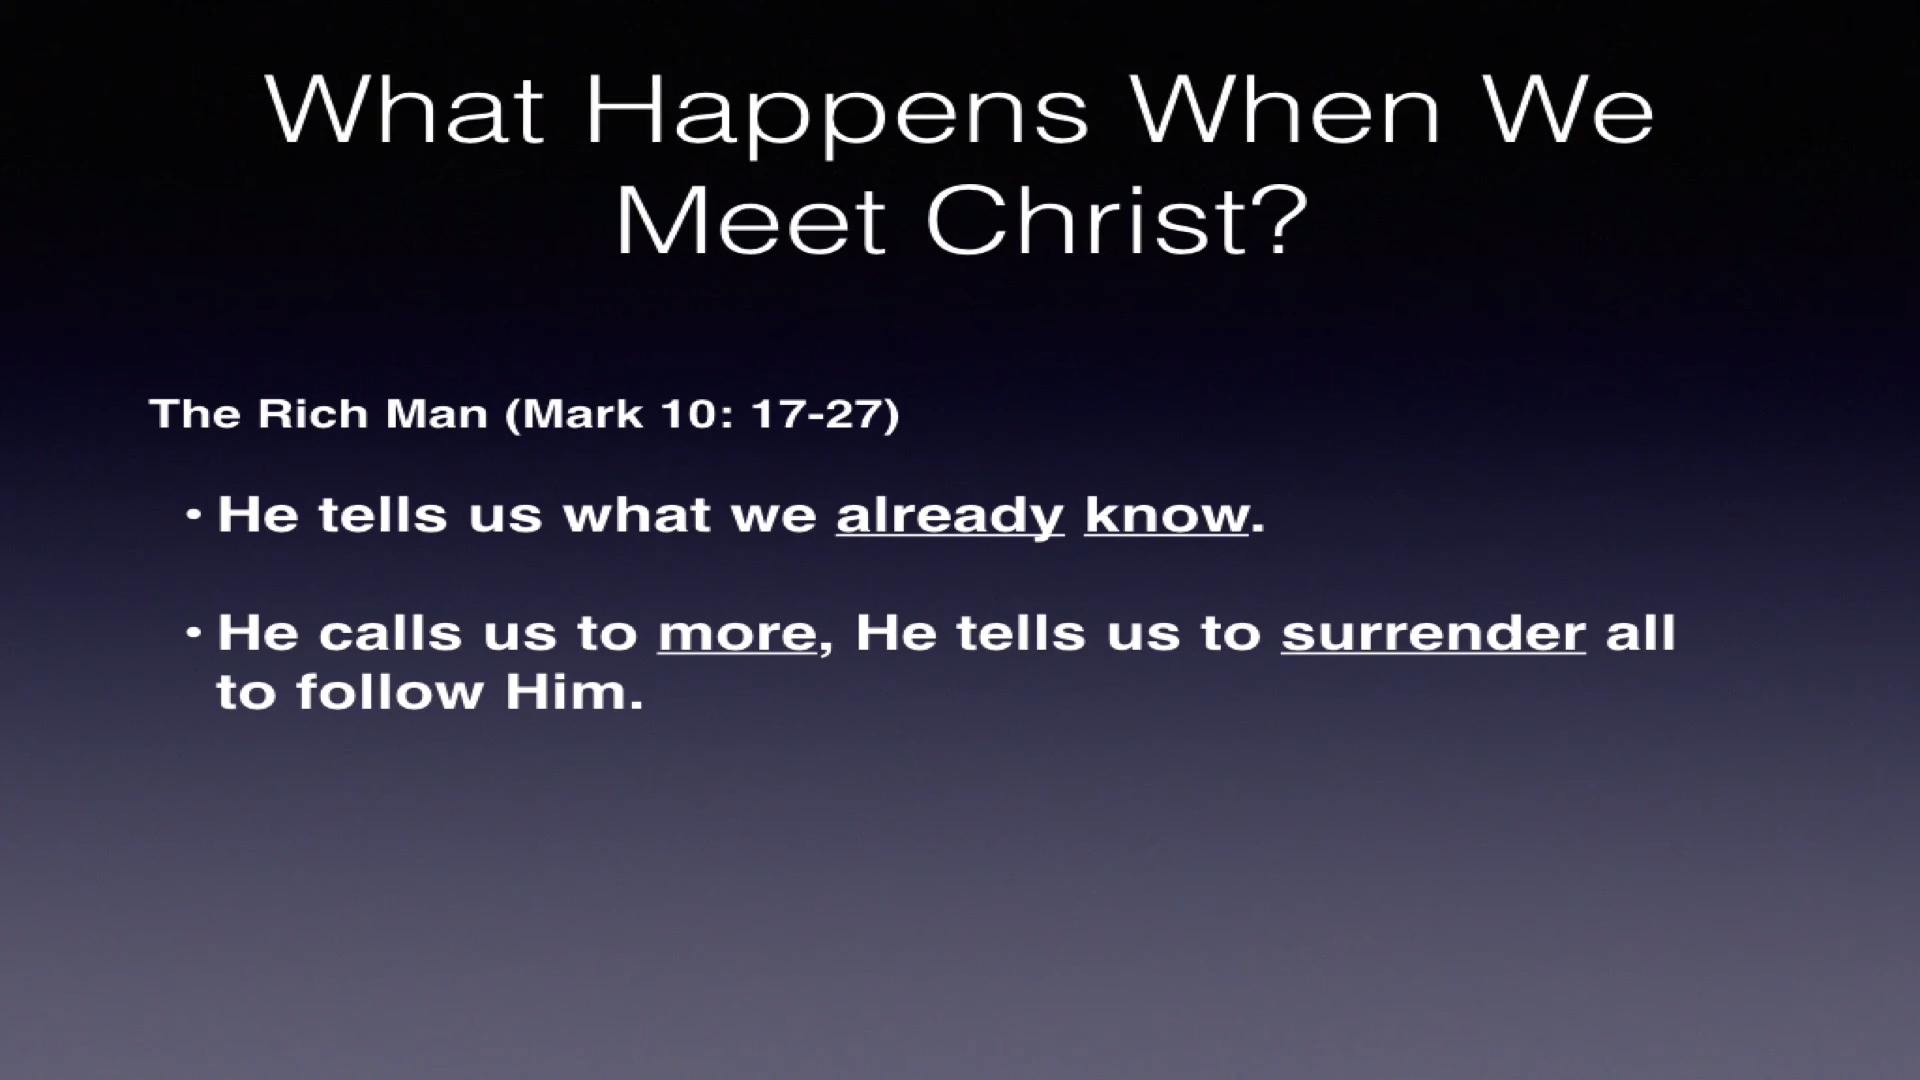 What Happens When We
Meet Christ?
The Rich Man (Mark 10: 17-27)
• He tells us what we already know.
• He calls us to more, He tells us to surrender all
to follow Him.